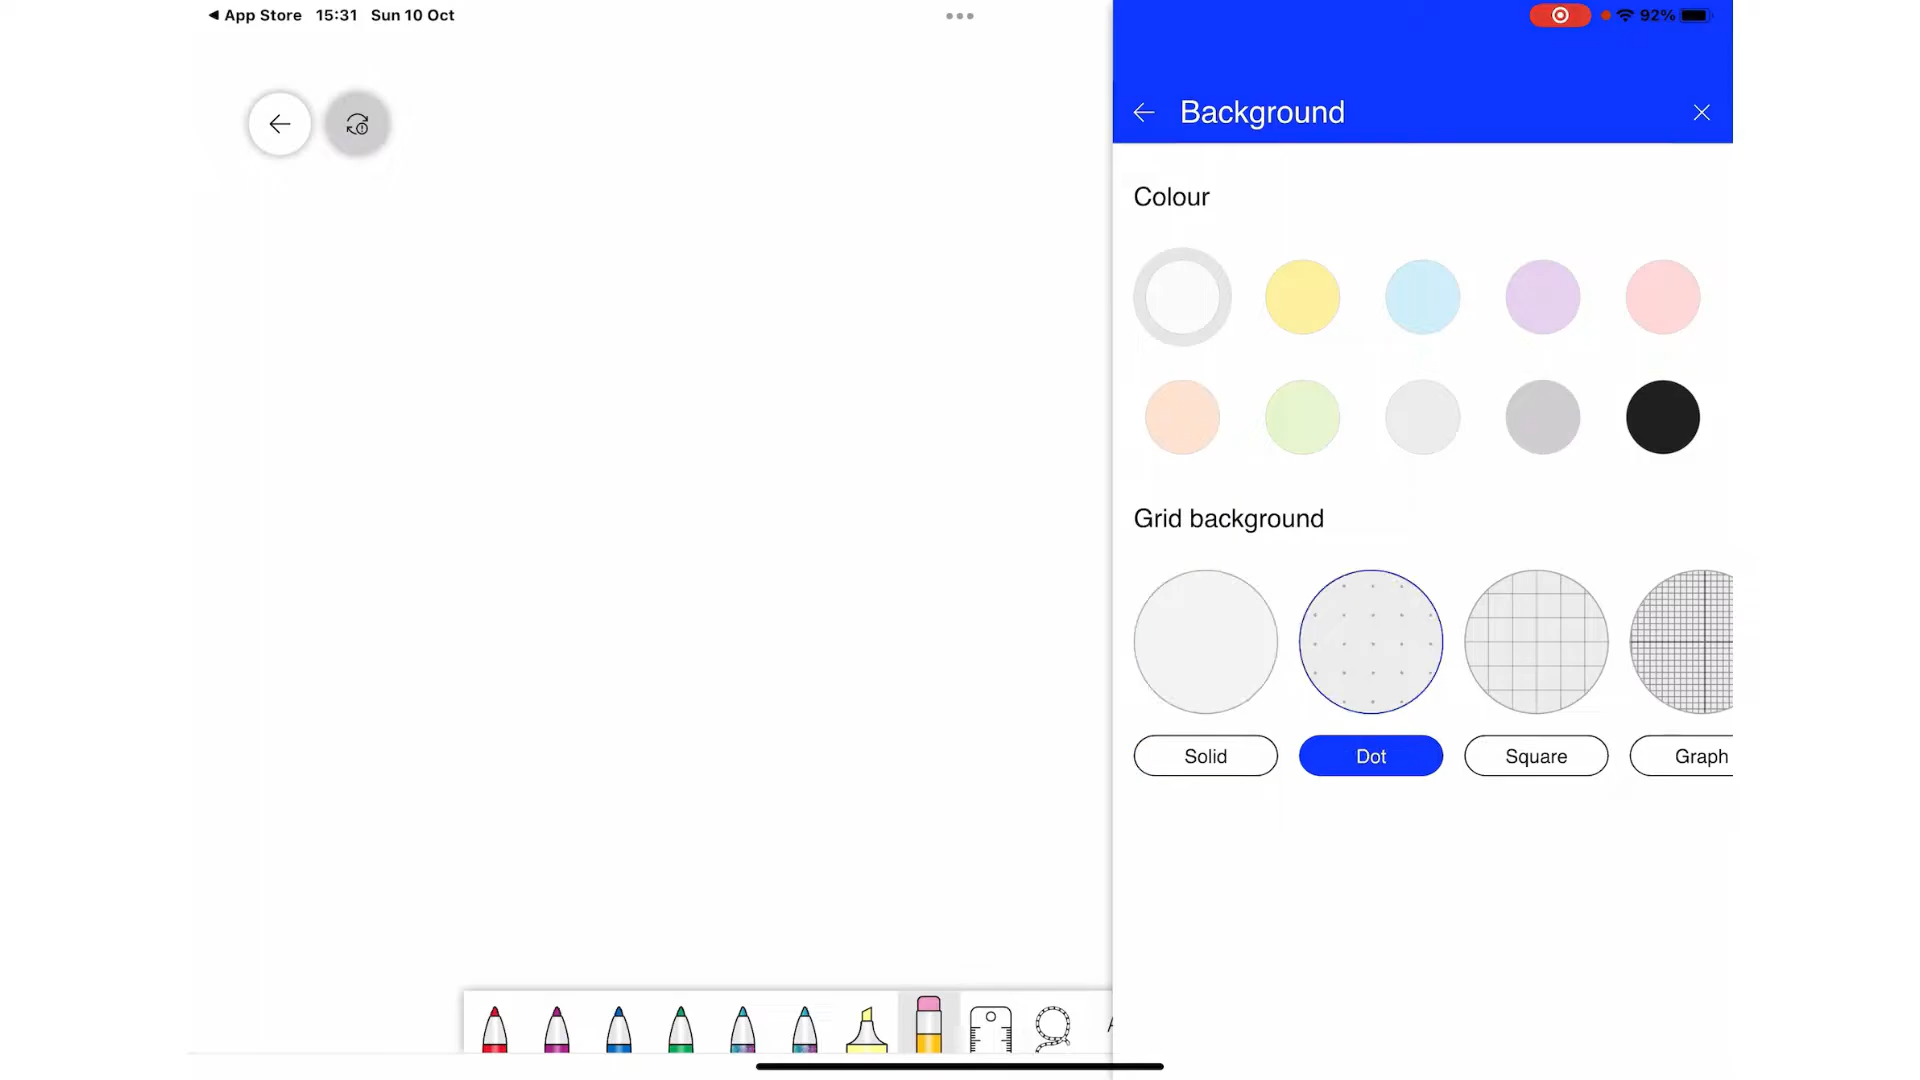 App Store 15:31 Sun 10 Oct
92%
Background
Colour
Grid background
Solid
Dot
Square
Graph